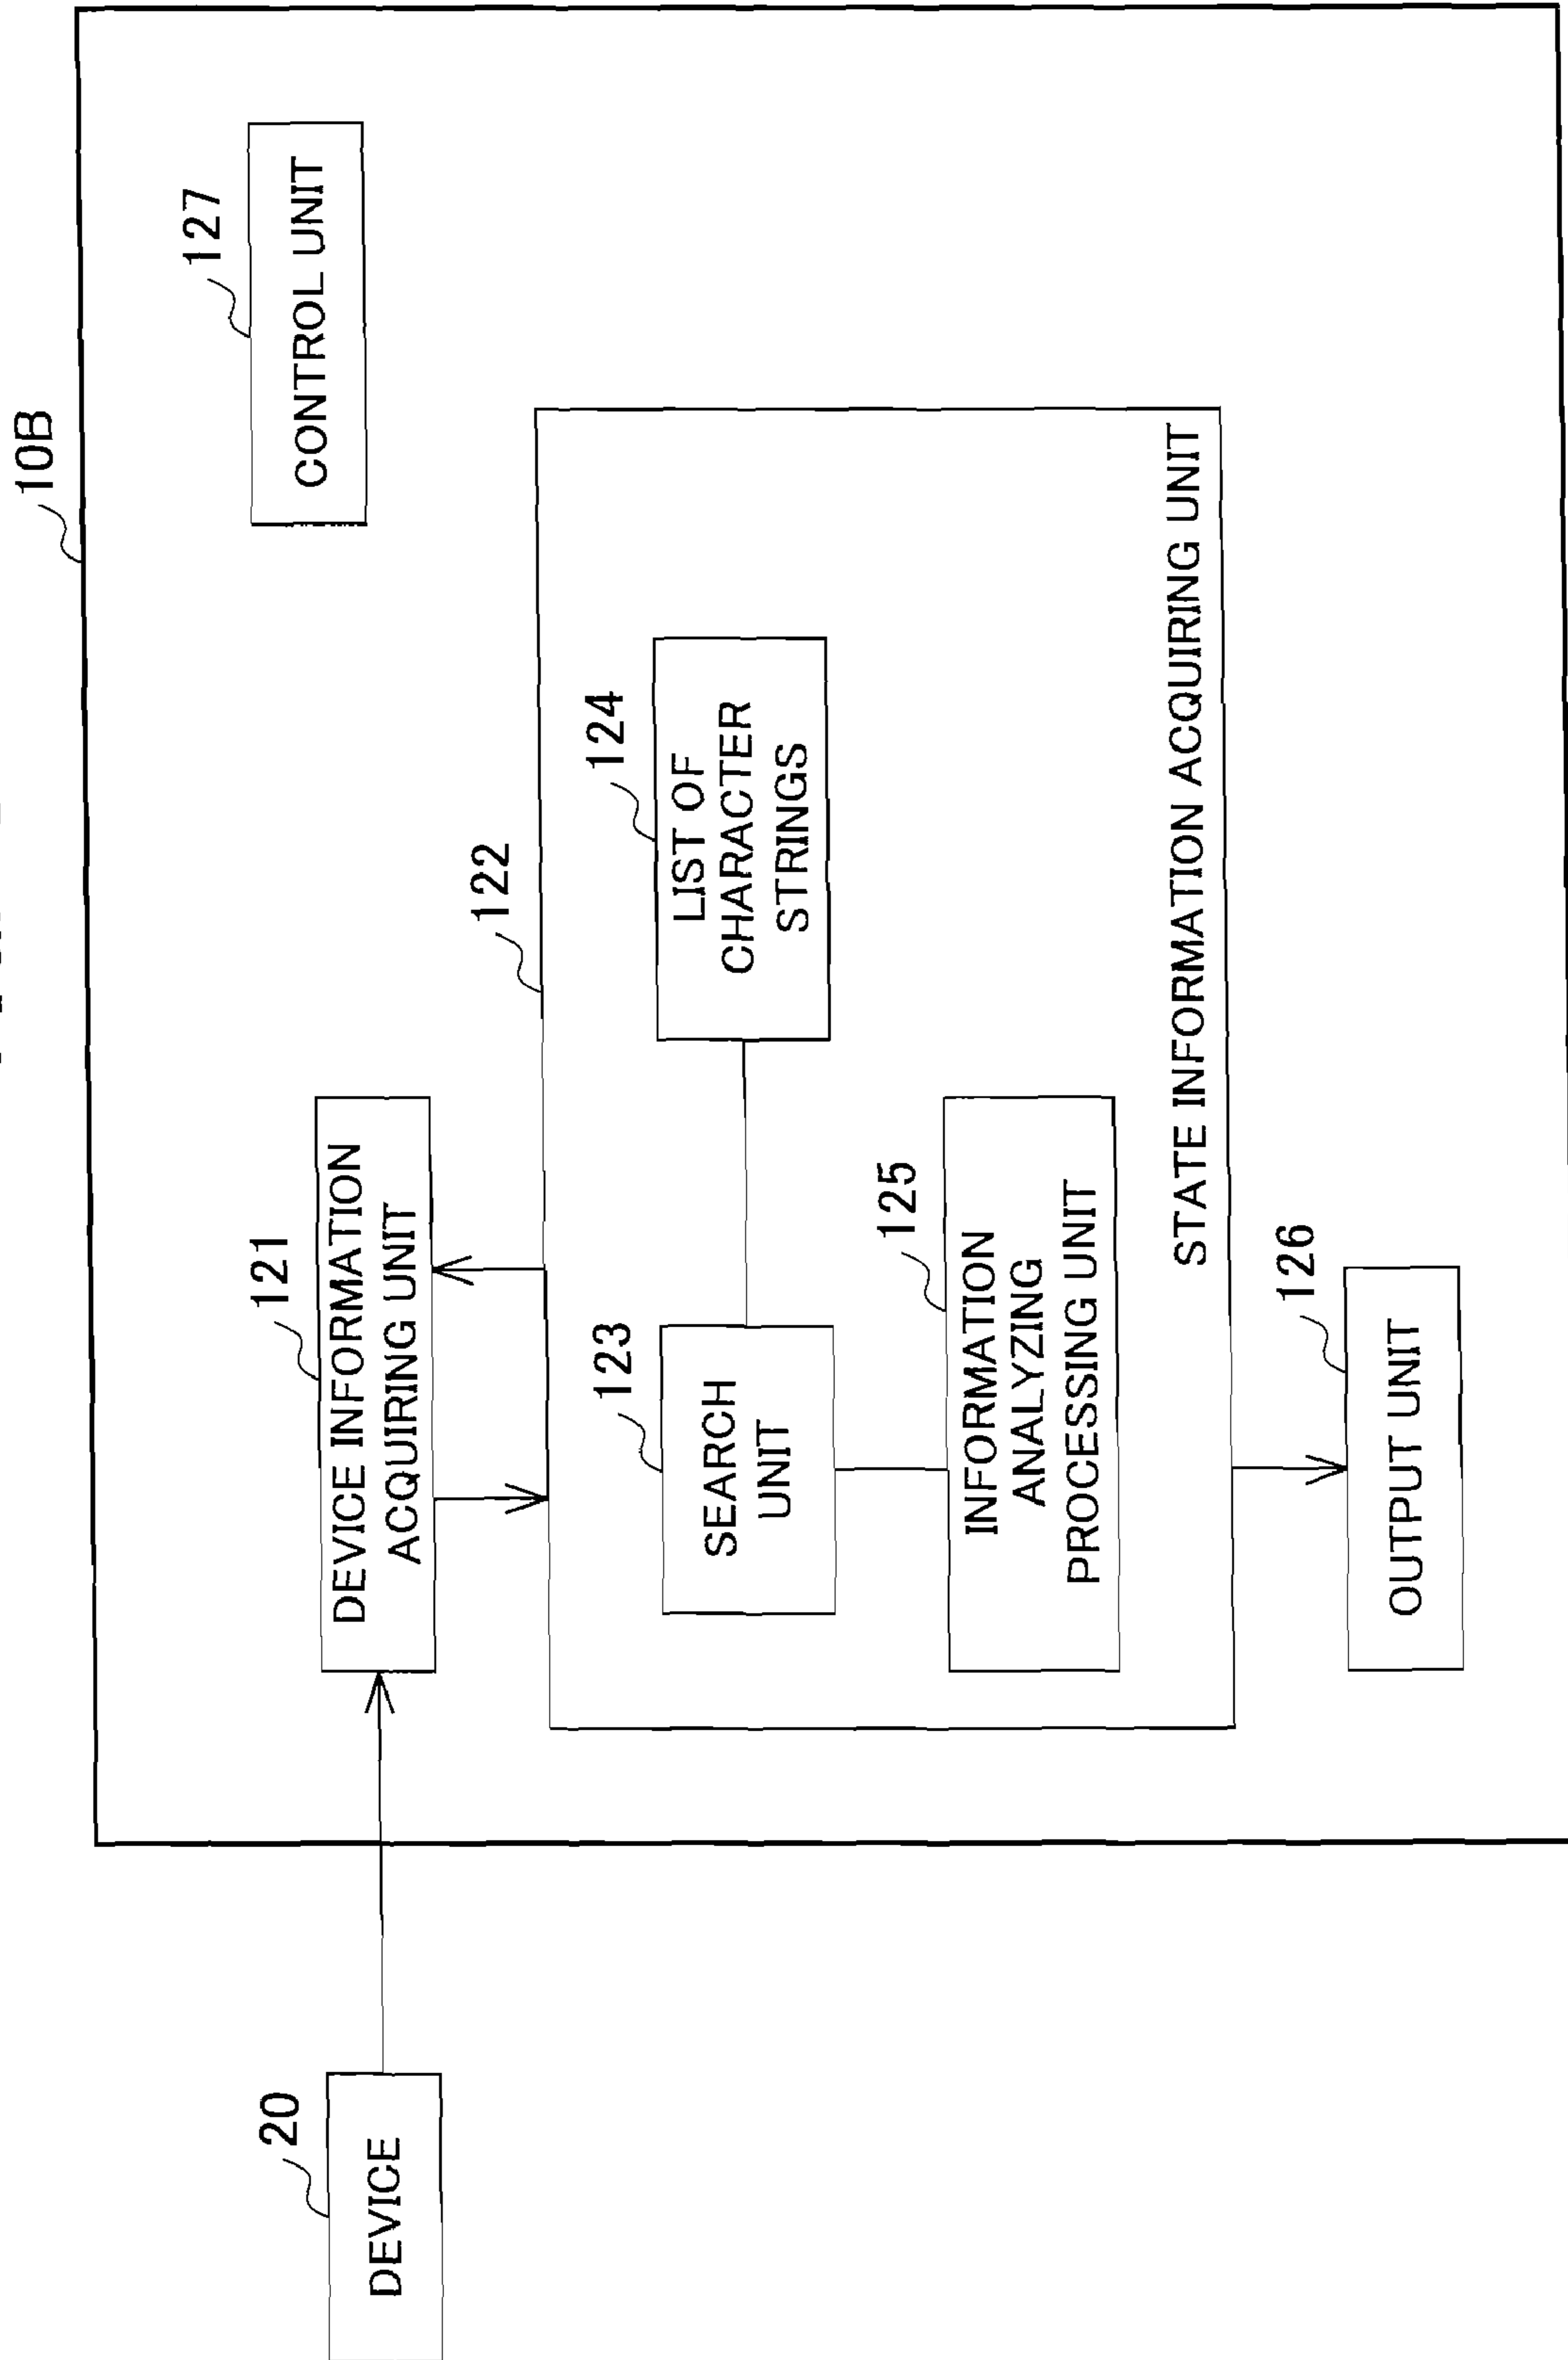 10B
127
CONTROL UNIT
20
DEVICE
121
DEVICE INFORMATION
ACQUIRING UNIT
122
123
SEARCH
UNIT
124
LIST OF
CHARACTER
STRINGS
125
INFORMATION
ANALYZING
PROCESSING UNIT
STATE INFORMATION ACQUIRING UNIT
126
OUTPUT UNIT